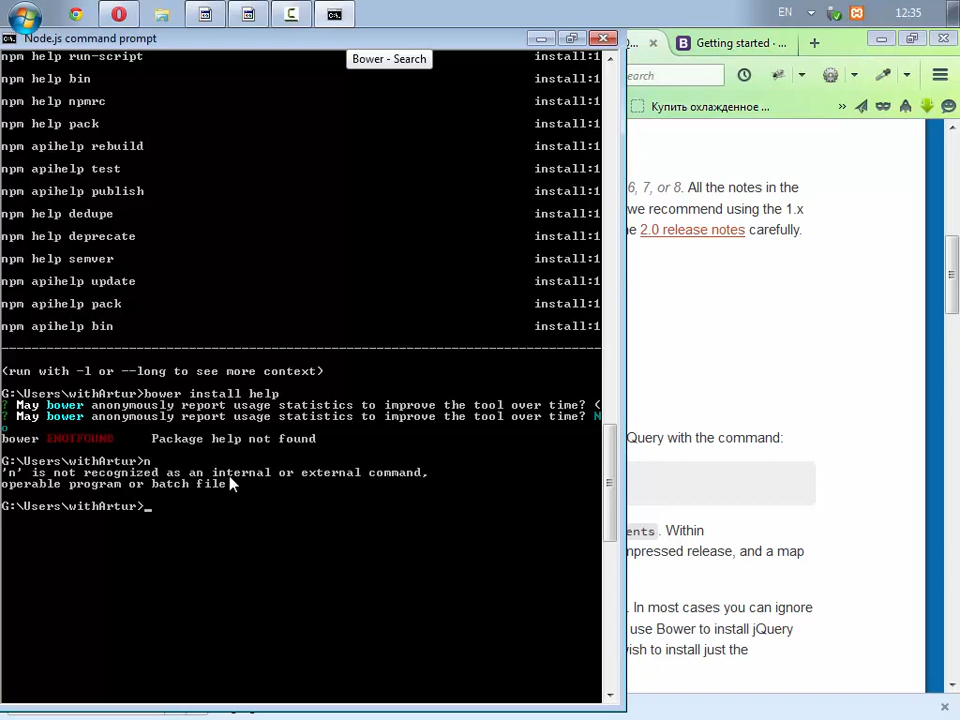 EN
12:35
Node.js command prompt
Bower - Search
Getting started - ...
earch
Купить охлажденное ...
npm help run-script install:1
npm help bin install:1
npm help npmrc install:1
npm help pack install:1
npm apihelp rebuild install:1
npm apihelp test install:1
npm apihelp publish install:1
npm help dedupe install:1
npm help deprecate install:1
npm help semver install:1
npm apihelp update install:1
npm apihelp pack install:1
npm apihelp bin install:1
(run with -l or --long to see more context)
G:\Users\withArtur>bower install help
? May bower anonymously report usage statistics to improve the tool over time? (
? May bower anonymously report usage statistics to improve the tool over time? N
o
bower ENOTFOUND Package help not found
G:\Users\withArtur>n
'n' is not recognized as an internal or external command,
operable program or batch file
G:\Users\withArtur>_
6, 7, or 8. All the notes in the
we recommend using the 1.x
e 2.0 release notes carefully.
Query with the command:
ents. Within
mpressed release, and a map
. In most cases you can ignore
use Bower to install jQuery
ish to install just the